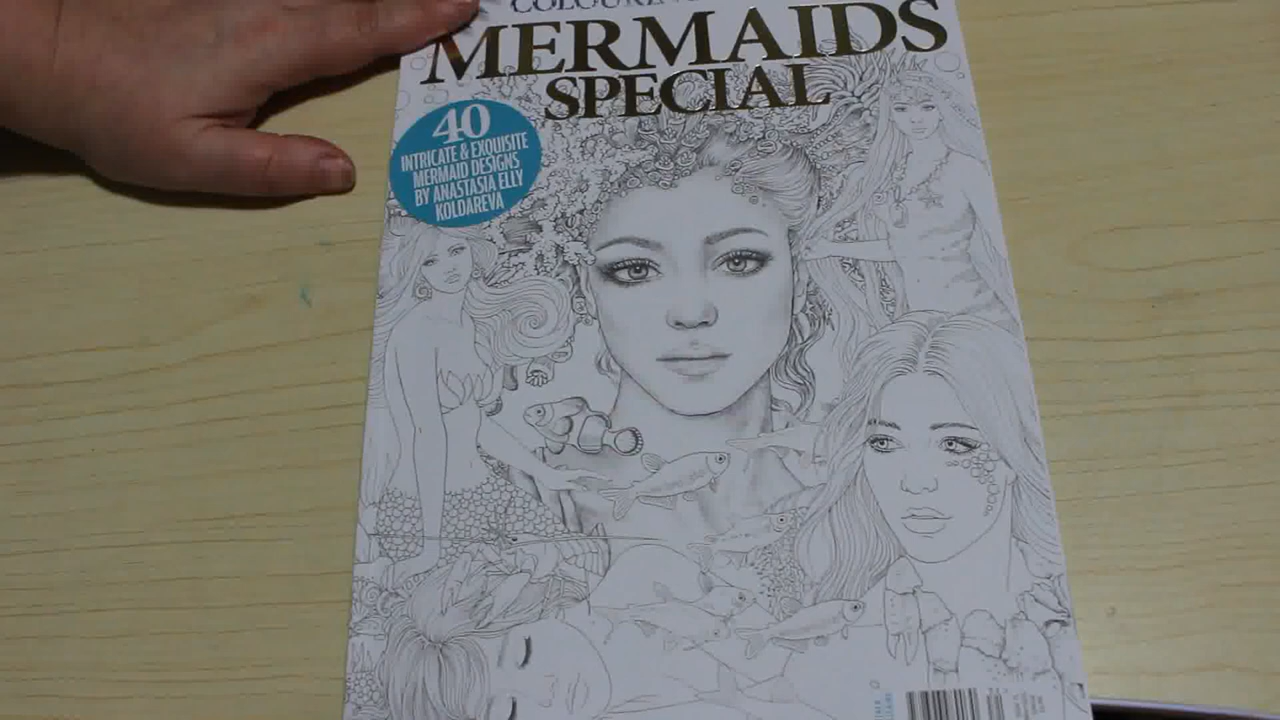 MERMAIDS
SPECIAL
40
INTRICATE & EXQUISITE
MERMAID DESIGNS
BY ANASTASIA ELLY
KOLDAREVA